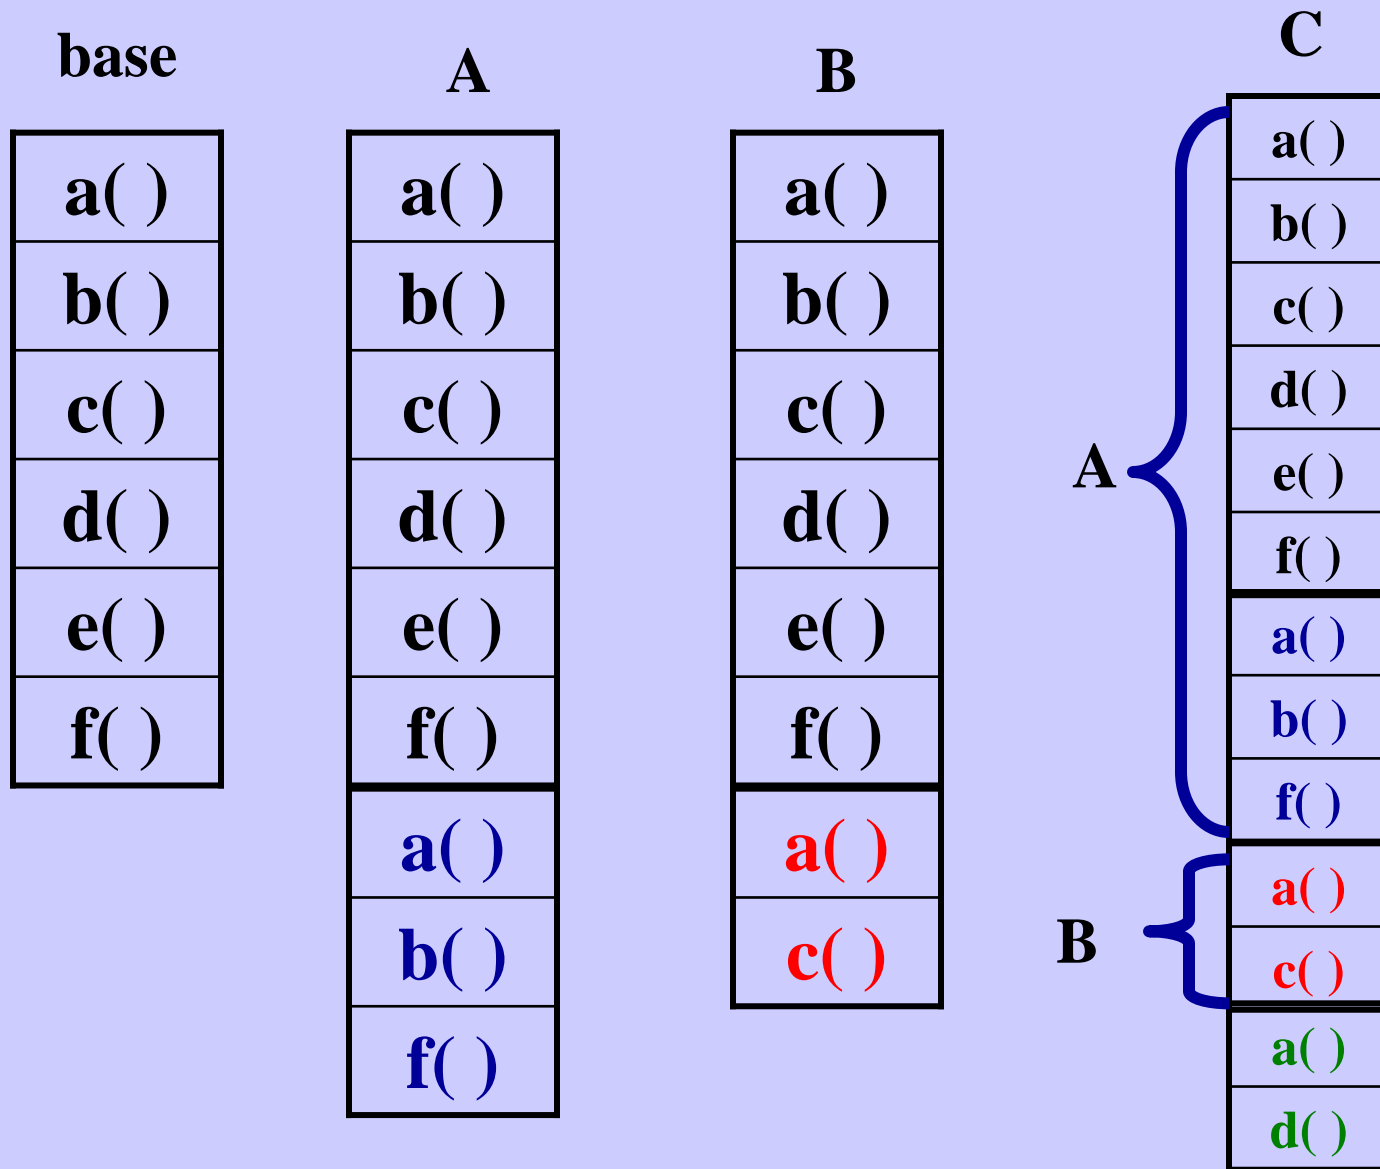 base
a( )
b( )
c( )
d( )
e( )
f( )
A
a( )
b( )
c( )
d( )
e( )
f( )
a( )
b( )
f( )
B
a( )
b( )
c( )
d( )
e( )
f( )
a( )
c( )
C
A
a( )
b( )
c( )
d( )
e( )
f( )
a( )
b( )
f( )
B
a( )
c( )
a( )
d( )